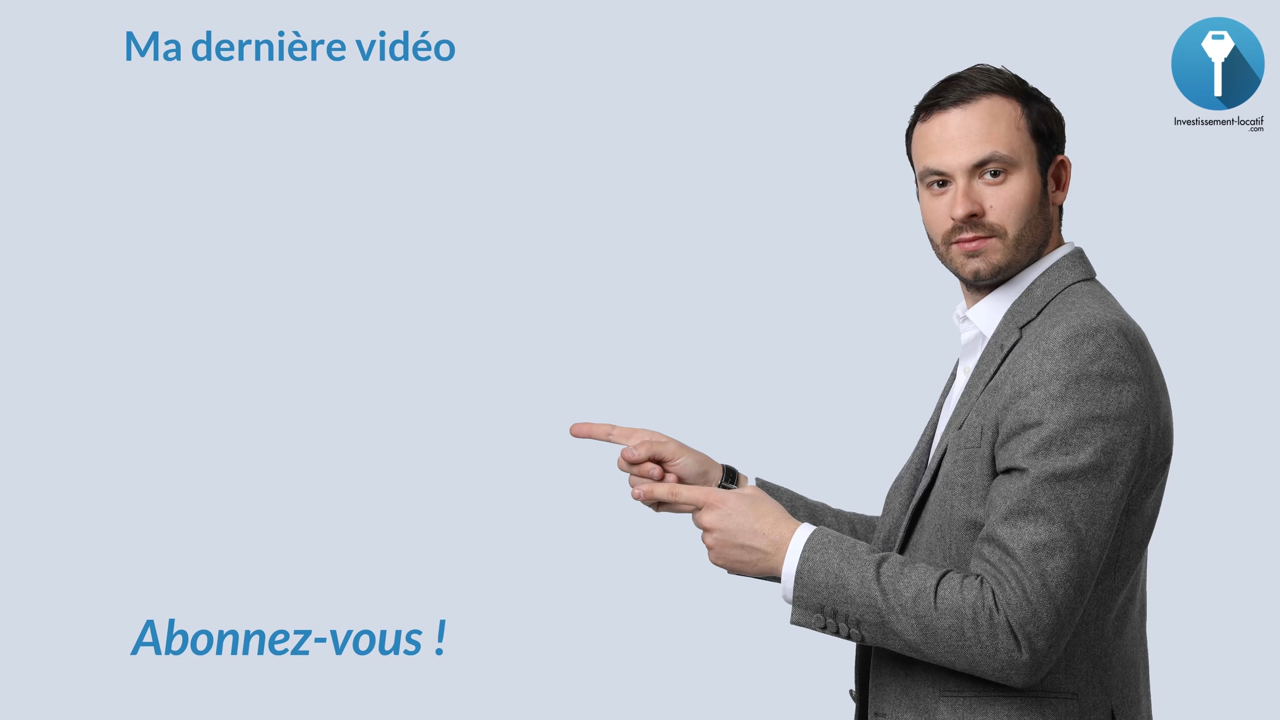 Ma dernière vidéo
Investissement-locatif
.com
Abonnez-vous !